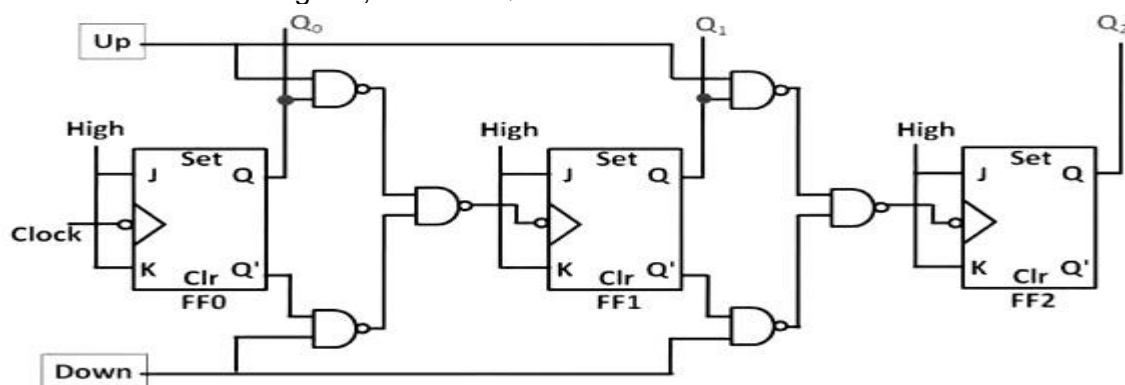 Up
Q₀
Q₁
Q₂
High
High
High
Set
Set
Set
J
Q
J
Q
J
Q
Clock
K
Clr
Q'
K
Clr
Q'
K
Clr
Q'
FF0
FF1
FF2
Down